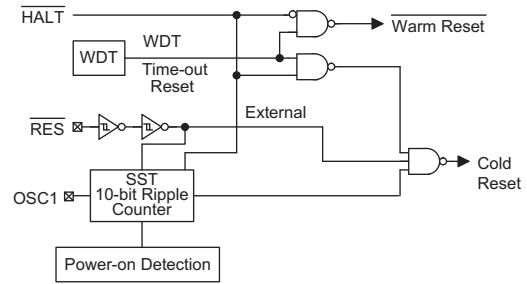 HALT
WDT
WDT
Time-out
Reset
Warm Reset
RES
External
Cold
Reset
OSC1
SST
10-bit Ripple
Counter
Power-on Detection